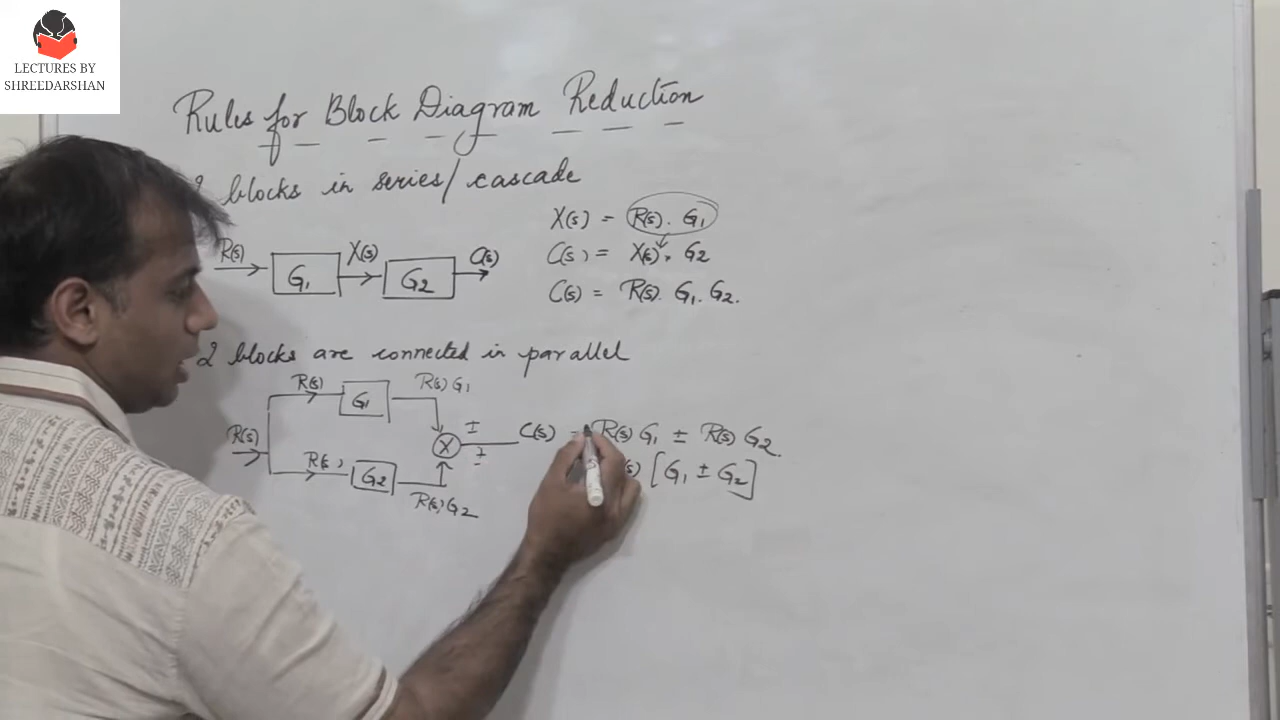 LECTURES BY
SHREEDARSHAN
Rules for Block Diagram Reduction
blocks in series/ cascade
R(s) G1 X(s) G2 C(s)
X(s) = R(s). G1
C(s) = X(s). G2
C(s) = R(s). G1. G2.
2 blocks are connected in parallel
R(s) R(s) G1 R(s) G1
R(s) G2 R(s) G2
± ±
C(s) = R(s) G1 ± R(s) G2.
(s) [G1 ± G2]